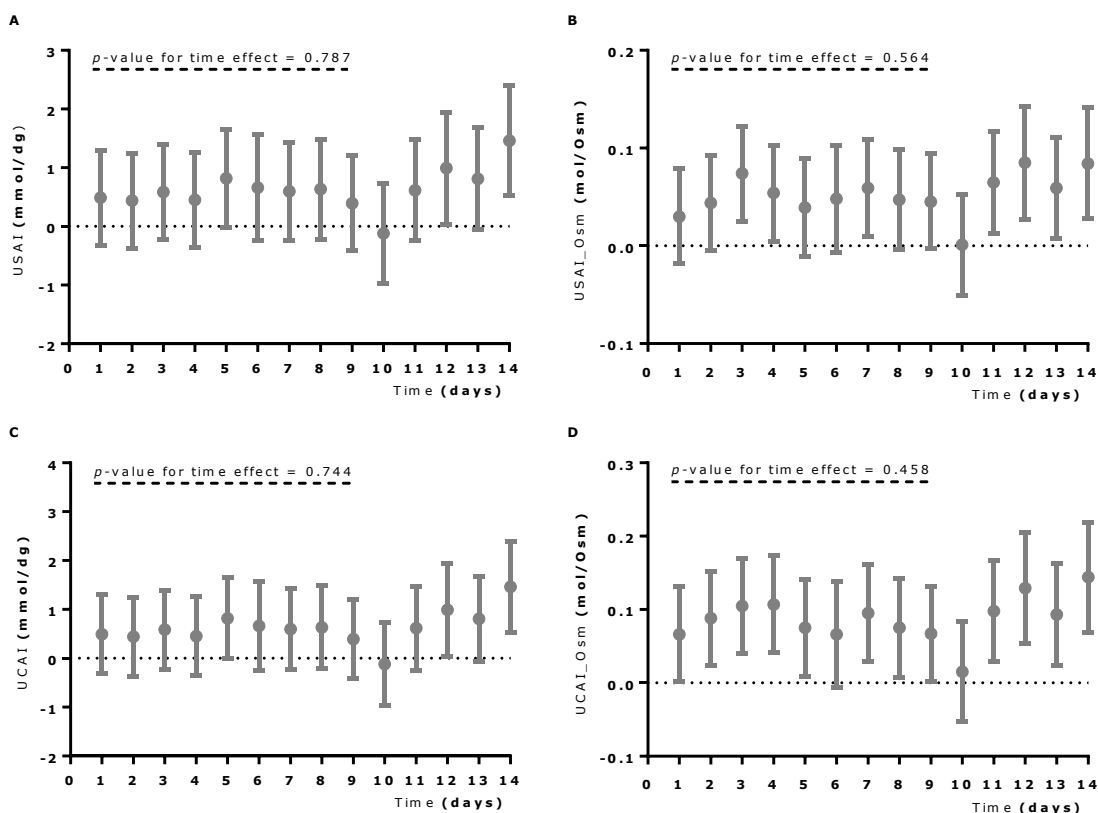 A
p-value for time effect = 0.787
USAI (mmol/dg)
3
2
1
0
-1
-2
0 1 2 3 4 5 6 7 8 9 10 11 12 13 14
Time (days)
B
p-value for time effect = 0.564
USAI_Osm (mol/Osm)
0.2
0.1
0.0
-0.1
0 1 2 3 4 5 6 7 8 9 10 11 12 13 14
Time (days)
C
p-value for time effect = 0.744
UCAI (mmol/dg)
4
3
2
1
0
-1
-2
0 1 2 3 4 5 6 7 8 9 10 11 12 13 14
Time (days)
D
p-value for time effect = 0.458
UCAI_Osm (mol/Osm)
0.3
0.2
0.1
0.0
-0.1
0 1 2 3 4 5 6 7 8 9 10 11 12 13 14
Time (days)